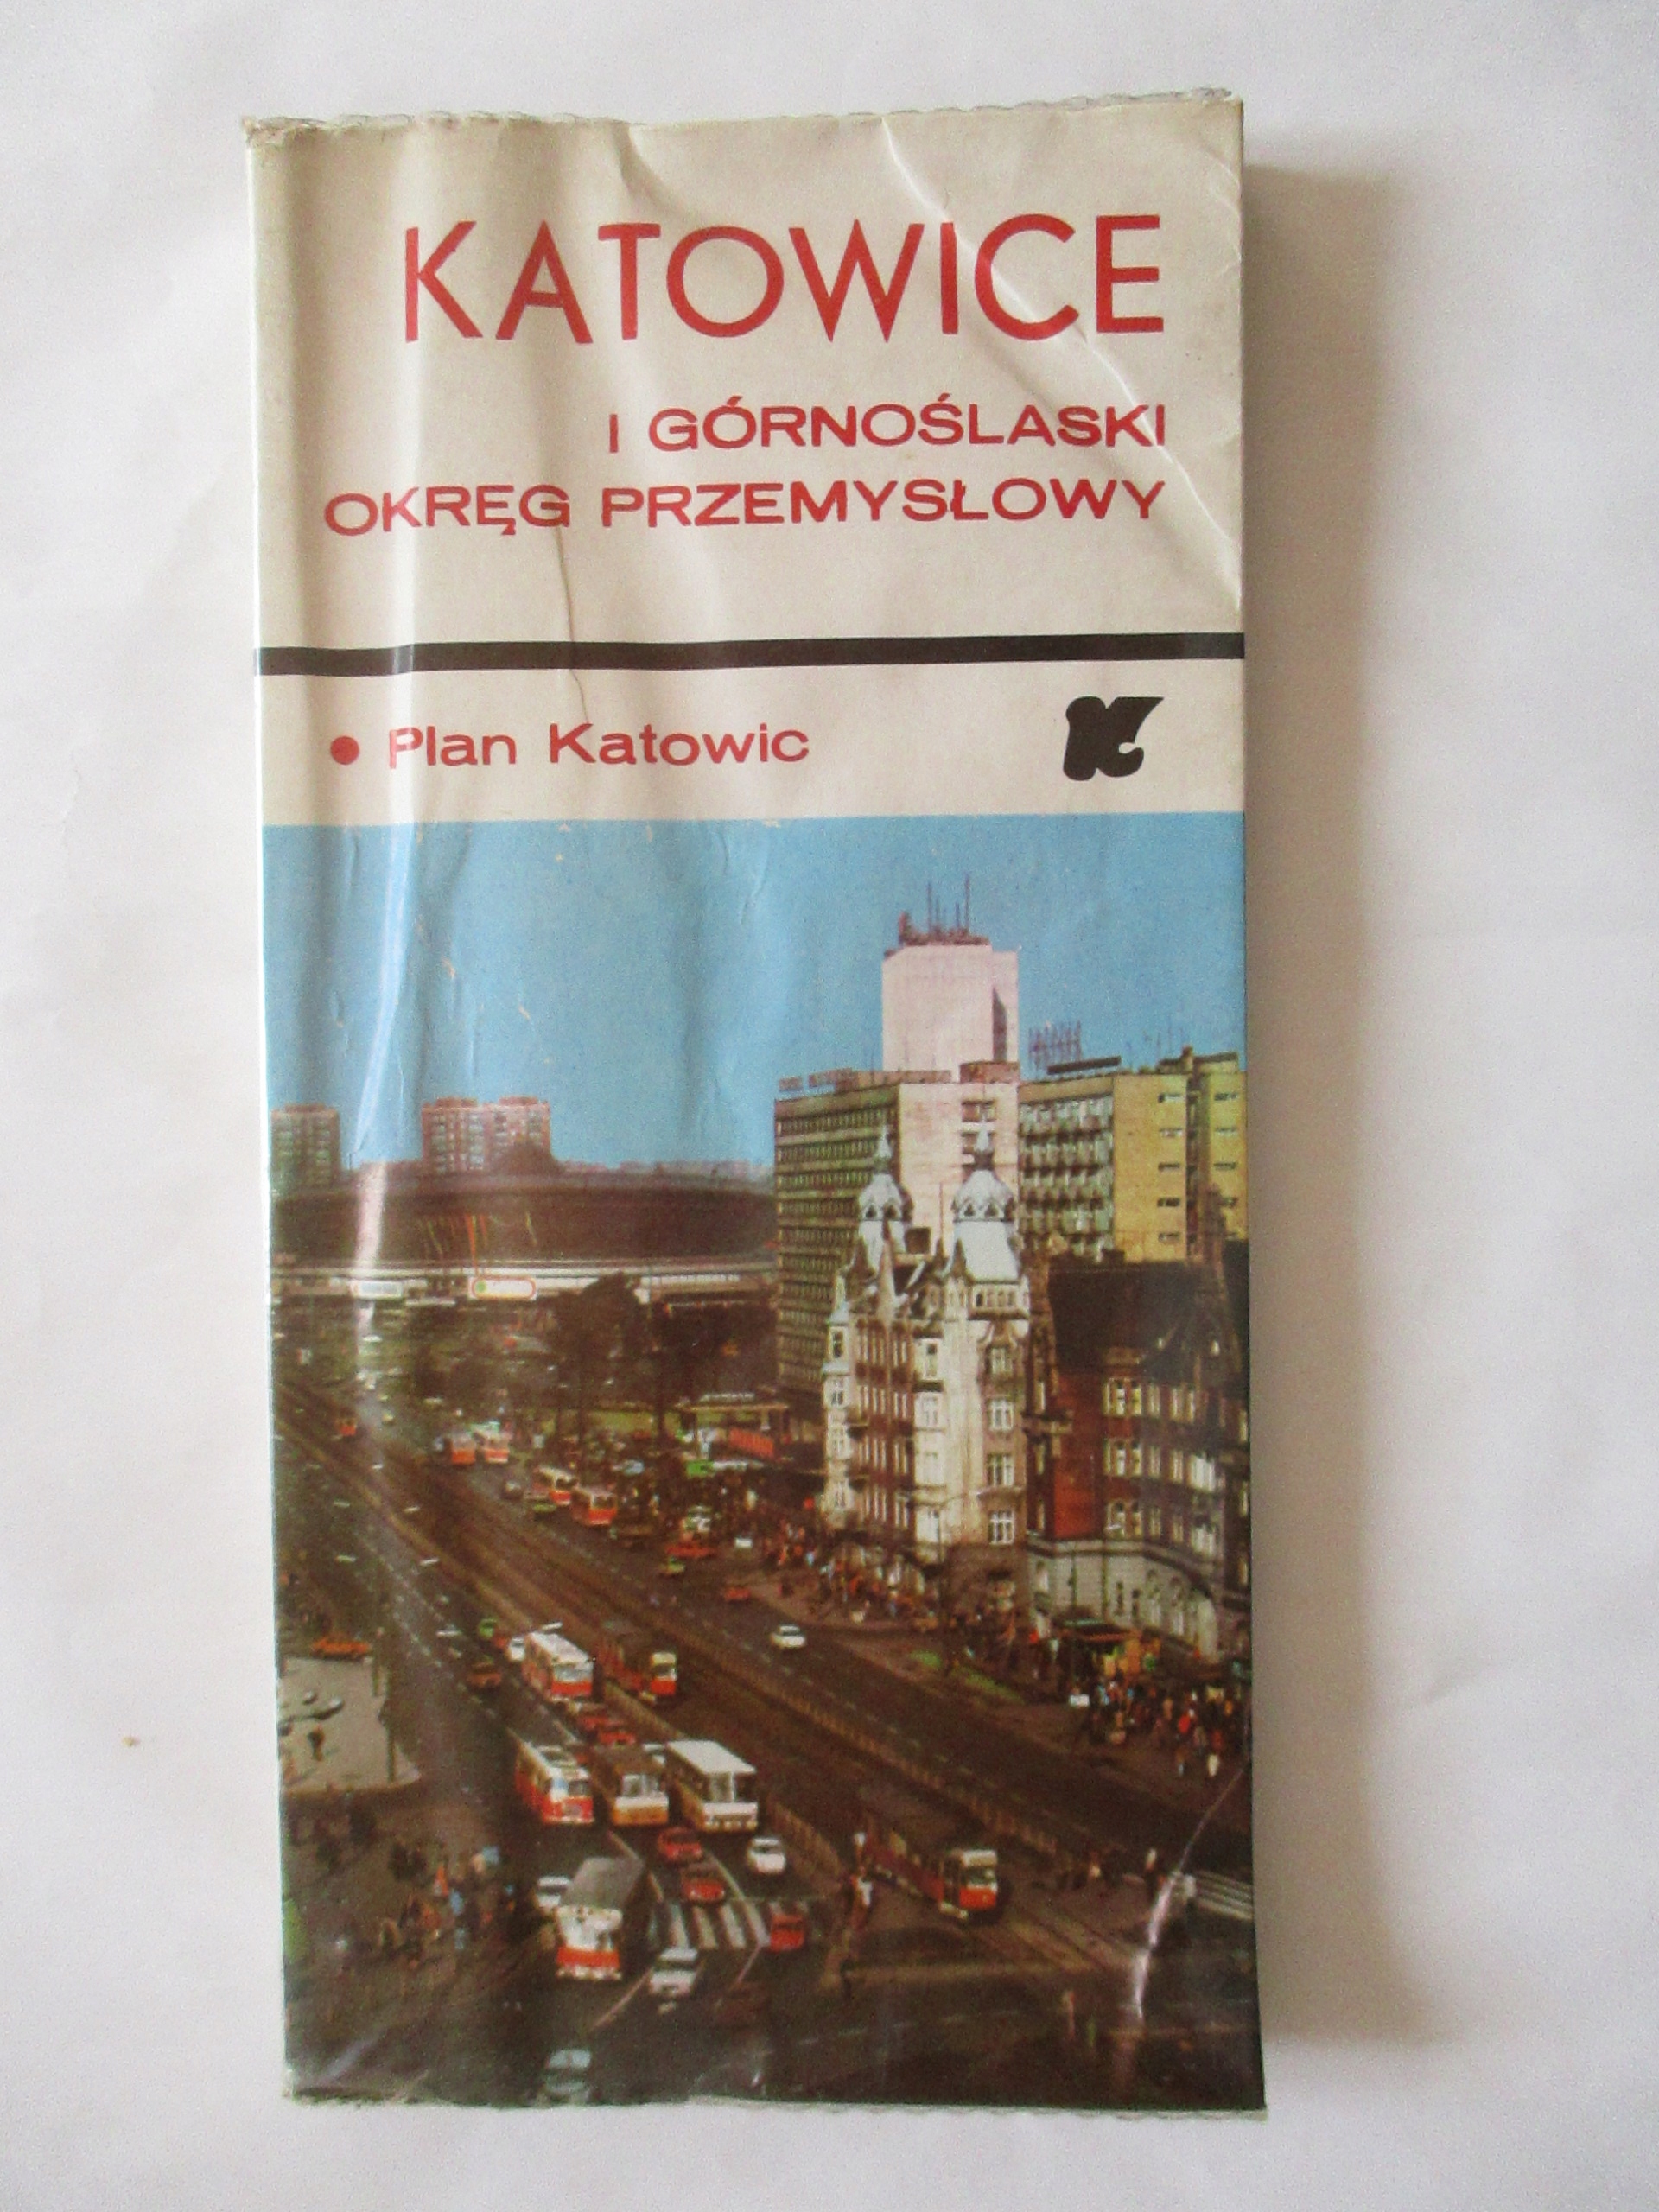 KATOWICE
I GÓRNOŚLASKI
OKRĘG PRZEMYSŁOWY
• Plan Katowic